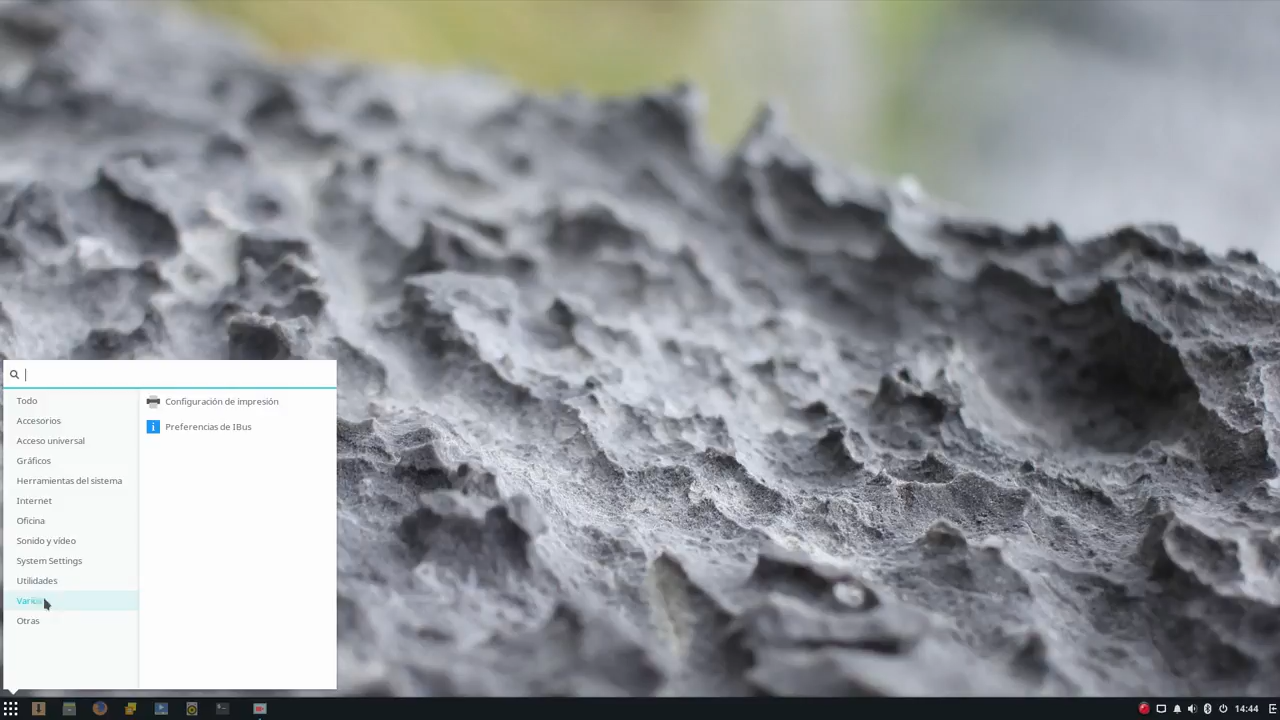 Todo
Accesorios
Acceso universal
Gráficos
Herramientas del sistema
Internet
Oficina
Sonido y vídeo
System Settings
Utilidades
Varios
Otras
Configuración de impresión
Preferencias de IBus
14:44